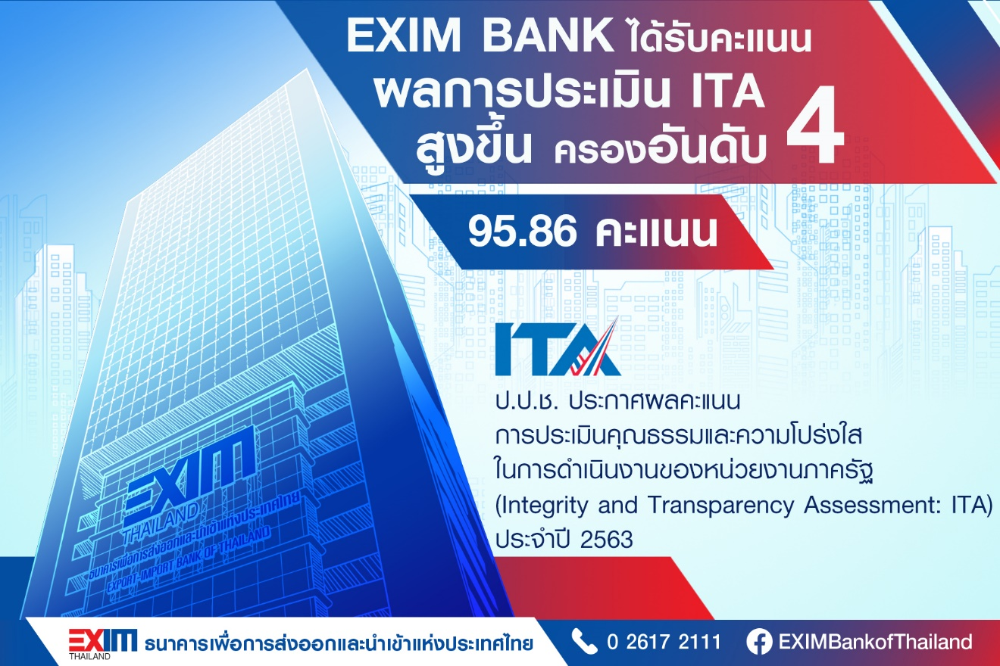 EXIM BANK ได้รับคะแนน
ผลการประเมิน ITA
สูงขึ้น ครองอันดับ 4
95.86 คะแนน
ITA
ป.ป.ช. ประกาศผลคะแนน
การประเมินคุณธรรมและความโปร่งใส
ในการดำเนินงานของหน่วยงานภาครัฐ
(Integrity and Transparency Assessment: ITA)
ประจำปี 2563
EXIM
THAILAND
ธนาคารเพื่อการส่งออกและนำเข้าแห่งประเทศไทย
EXPORT-IMPORT BANK OF THAILAND
EXIM
THAILAND
ธนาคารเพื่อการส่งออกและนำเข้าแห่งประเทศไทย
0 2617 2111
EXIMBankofThailand